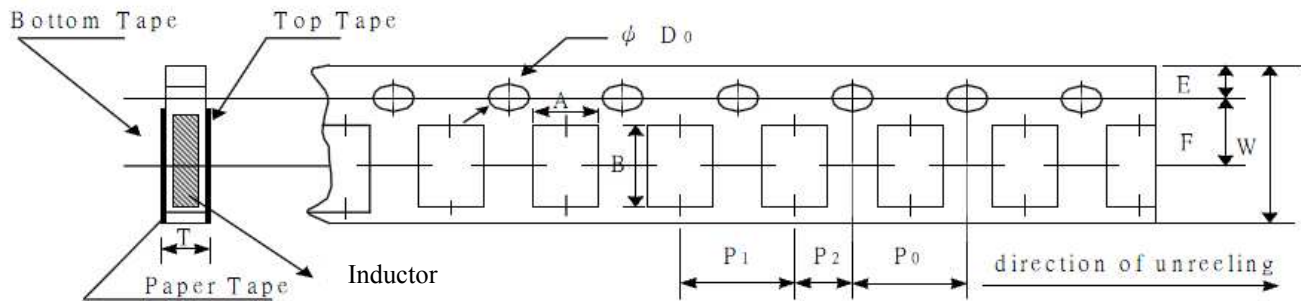 Bottom Tape
Top Tape
ϕ D0
E
A
F
W
B
T
P1
P2
P0
direction of unreeling
Inductor
Paper Tape